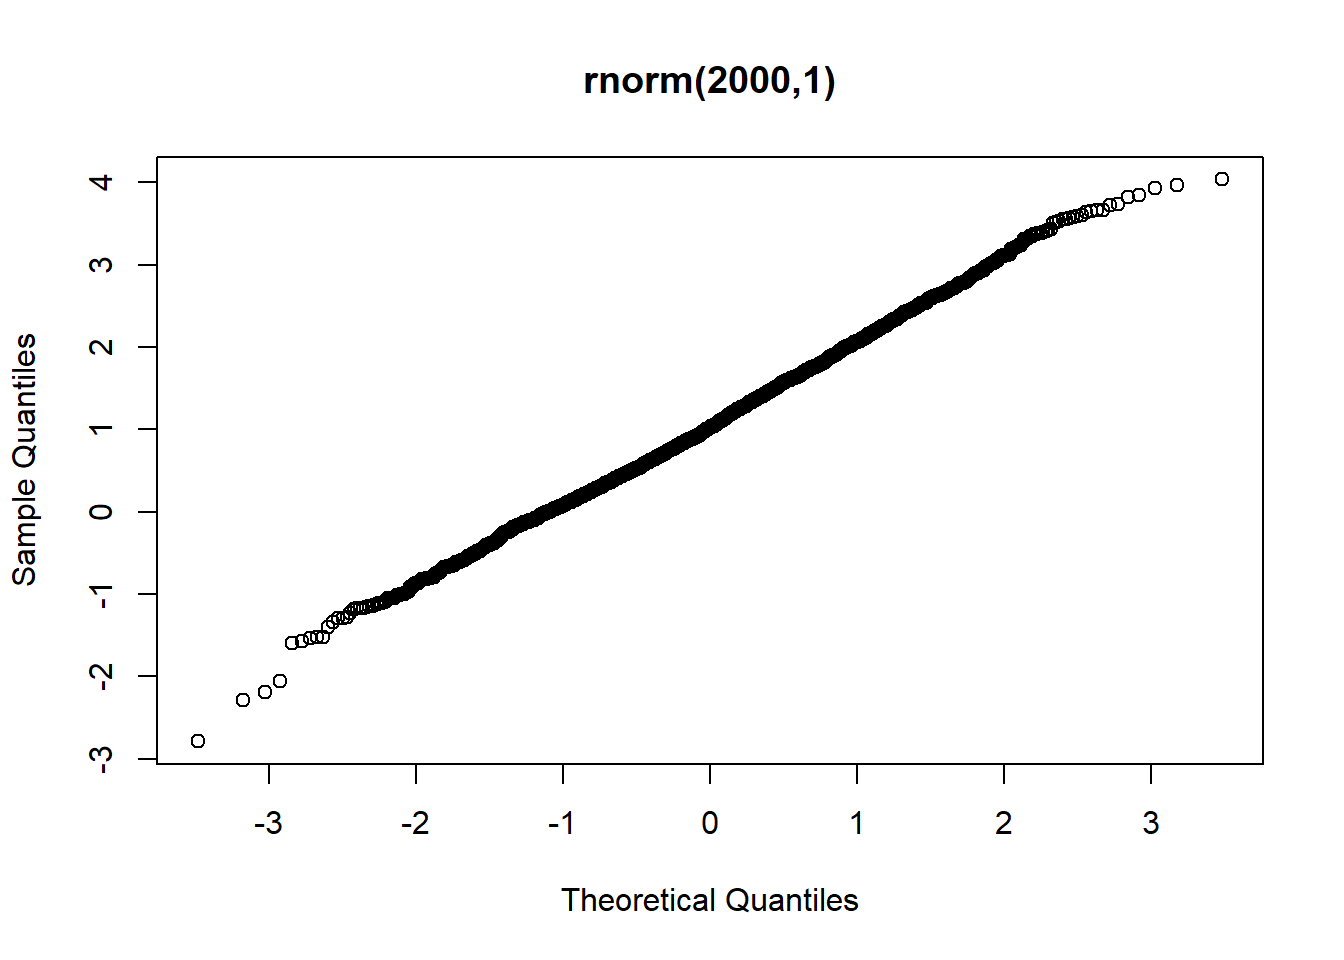 rnorm(2000,1)
4
3
2
1
0
-1
-2
-3
Sample Quantiles
-3 -2 -1 0 1 2 3
Theoretical Quantiles